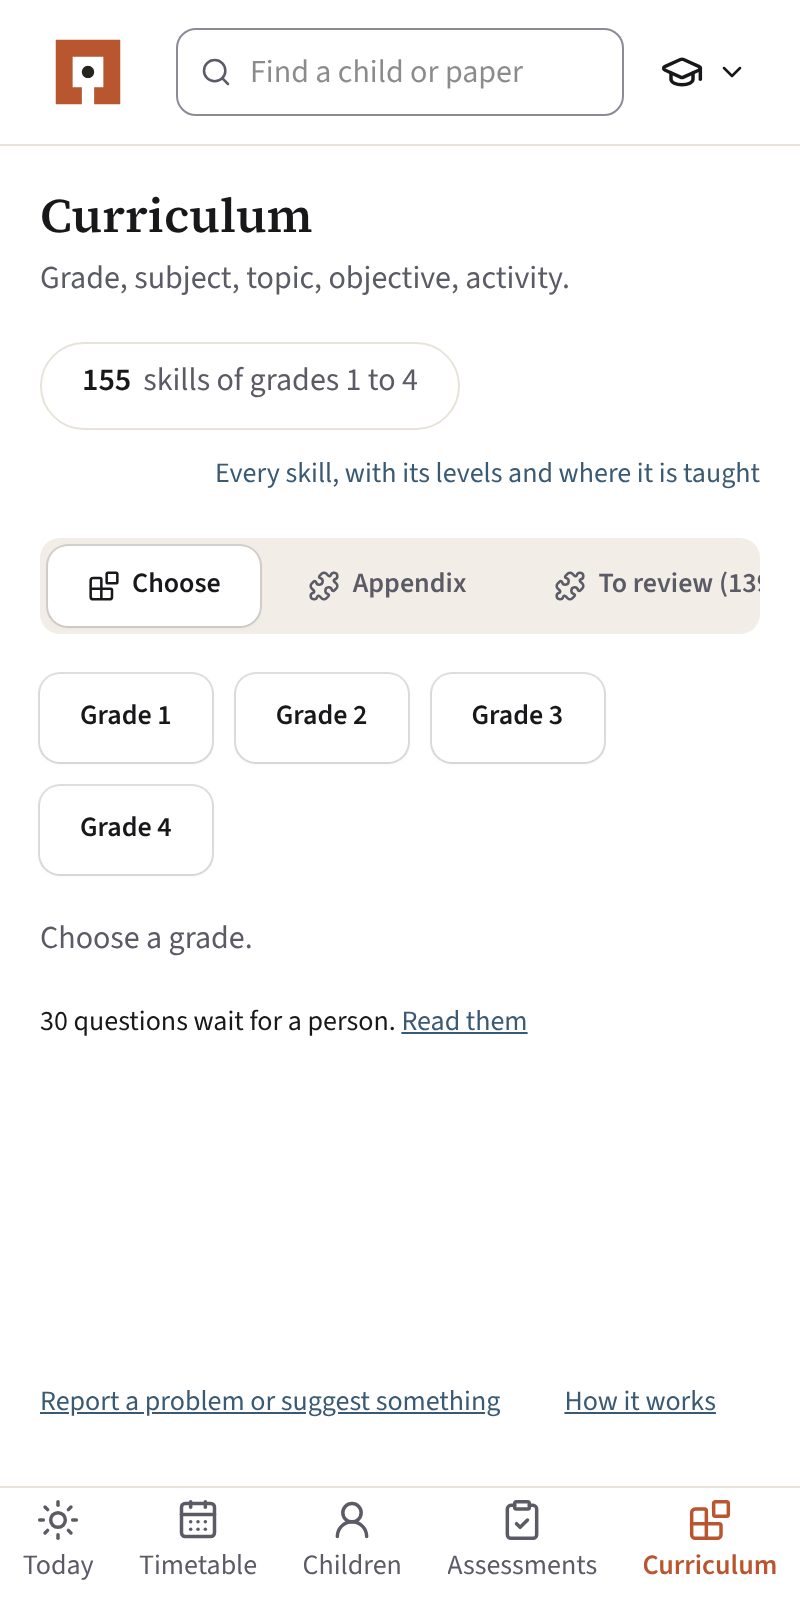 Find a child or paper
Curriculum
Grade, subject, topic, objective, activity.
155 skills of grades 1 to 4
Every skill, with its levels and where it is taught
Choose Appendix To review (139
Grade 1 Grade 2 Grade 3
Grade 4
Choose a grade.
30 questions wait for a person. Read them
Report a problem or suggest something How it works
Today Timetable Children Assessments Curriculum